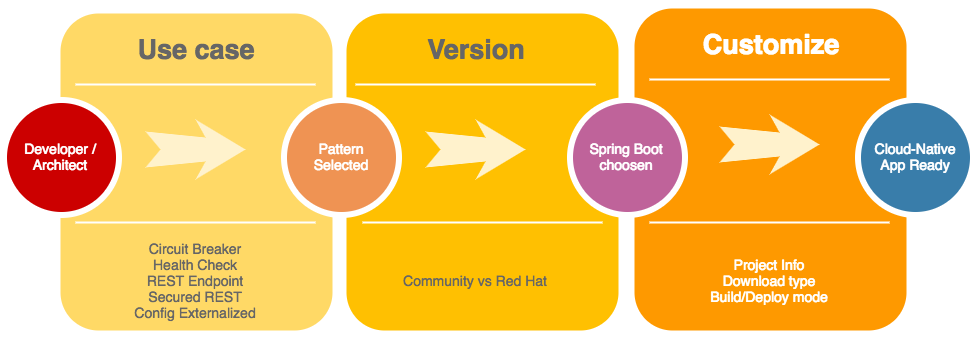 Use case
Version
Customize
Developer /
Architect
Pattern
Selected
Spring Boot
choosen
Cloud-Native
App Ready
Circuit Breaker
Health Check
REST Endpoint
Secured REST
Config Externalized
Community vs Red Hat
Project Info
Download type
Build/Deploy mode